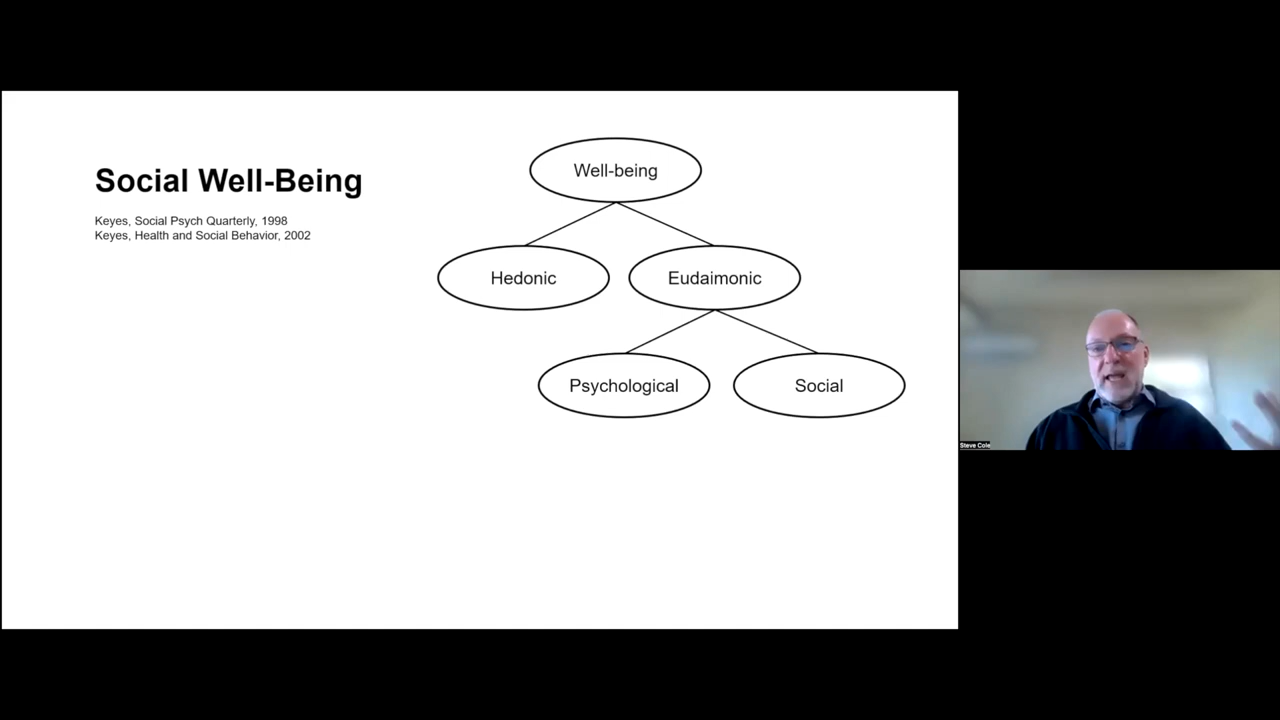 Social Well-Being
Keyes, Social Psych Quarterly, 1998
Keyes, Health and Social Behavior, 2002
Well-being
Hedonic
Eudaimonic
Psychological
Social
Steve Cole